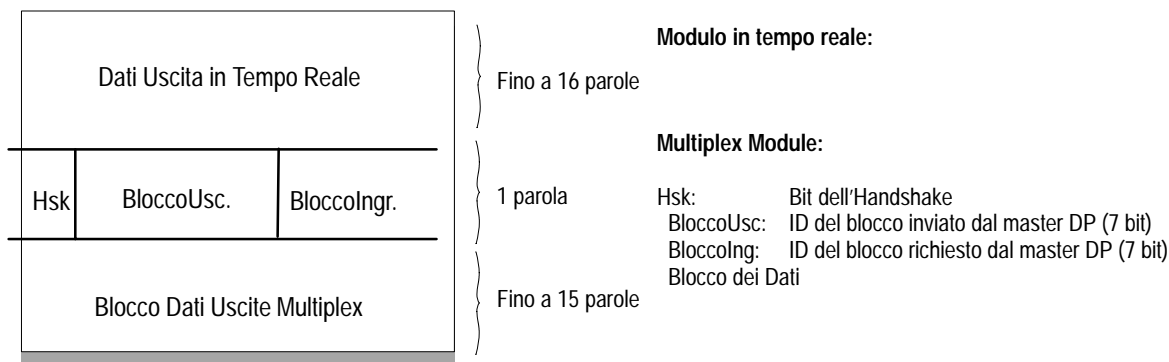 Dati Uscita in Tempo Reale
Fino a 16 parole
Hsk
BloccoUsc.
BloccoIngr.
1 parola
Blocco Dati Uscite Multiplex
Fino a 15 parole
Modulo in tempo reale:
Multiplex Module:
Hsk: Bit dell'Handshake
BloccoUsc: ID del blocco inviato dal master DP (7 bit)
BloccoIng: ID del blocco richiesto dal master DP (7 bit)
Blocco dei Dati